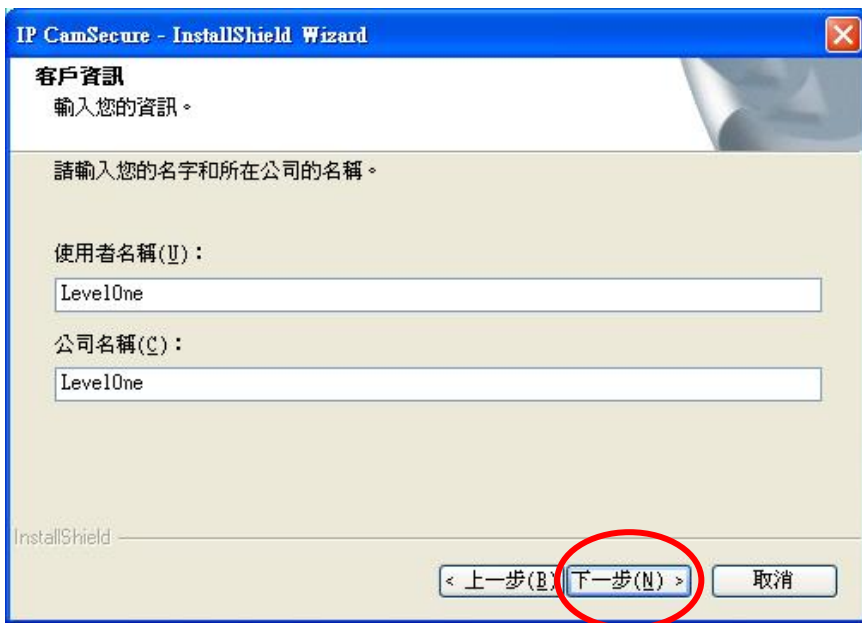 IP CamSecure - InstallShield Wizard
客戶資訊
輸入您的資訊。
請輸入您的名字和所在公司的名稱。
使用者名稱(U)：
LevelOne
公司名稱(C)：
LevelOne
InstallShield
< 上一步(B) 下一步(N) > 取消